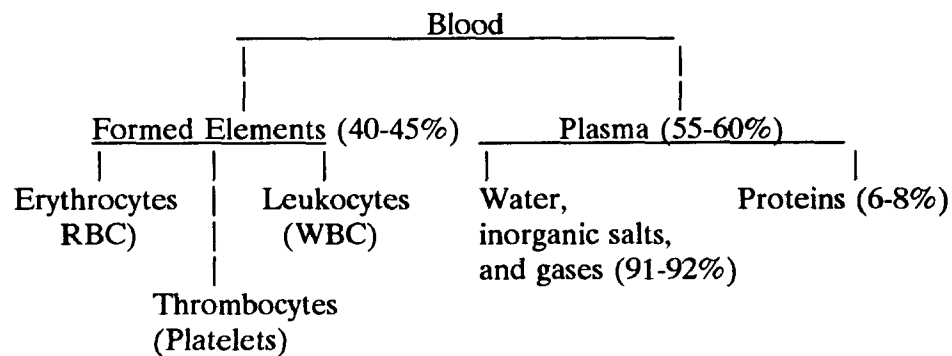 Blood
Formed Elements (40-45%)
Plasma (55-60%)
Erythrocytes
RBC)
Leukocytes
(WBC)
Thrombocytes
(Platelets)
Water,
inorganic salts,
and gases (91-92%)
Proteins (6-8%)